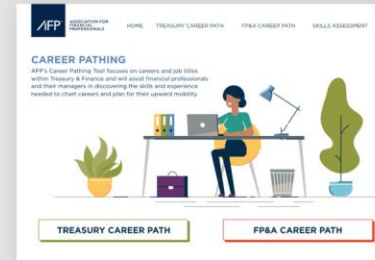 AFP
ASSOCIATION FOR
FINANCIAL
PROFESSIONALS
HOME TREASURY CAREER PATH FP&A CAREER PATH SKILLS ASSESSMENT
CAREER PATHING
AFP's Career Pathing Tool focuses on careers and job titles
within Treasury & Finance and will assist financial professionals
and their managers in discovering the skills and experience
needed to chart careers and plan for their upward mobility.
TREASURY CAREER PATH FP&A CAREER PATH